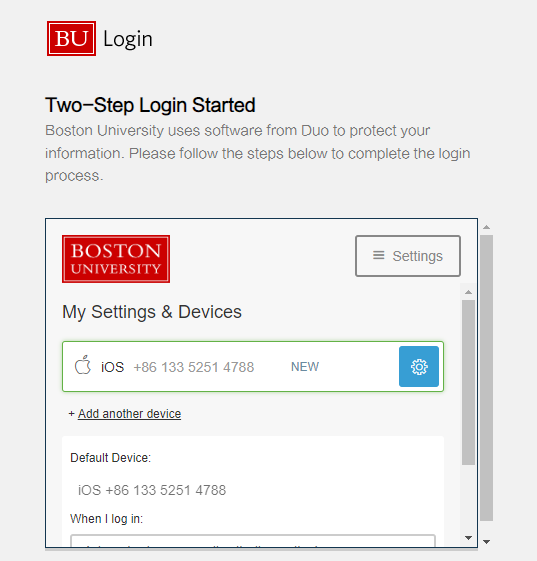 BU Login
Two-Step Login Started
Boston University uses software from Duo to protect your
information. Please follow the steps below to complete the login
process.
BOSTON
UNIVERSITY
Settings
My Settings & Devices
iOS +86 133 5251 4788 NEW
+ Add another device
Default Device:
iOS +86 133 5251 4788
When I log in: